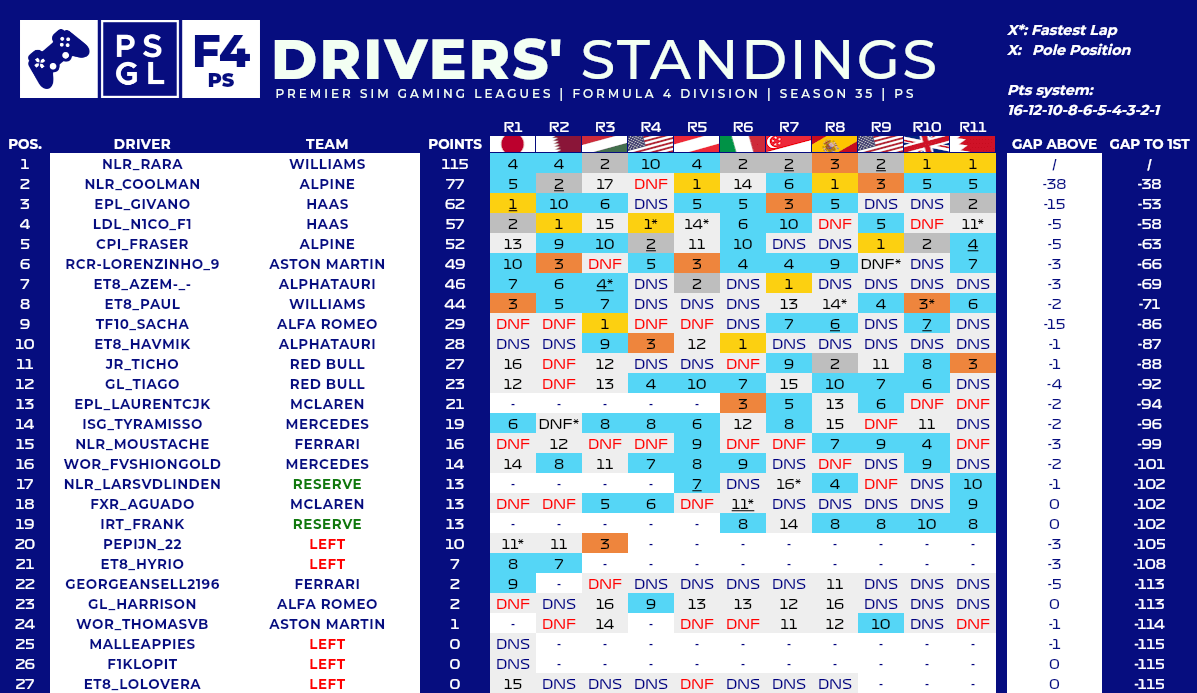 PS
GL
F4
PS
DRIVERS' STANDINGS
PREMIER SIM GAMING LEAGUES | FORMULA 4 DIVISION | SEASON 35 | PS
X*: Fastest Lap
X: Pole Position
Pts system:
16-12-10-8-6-5-4-3-2-1
R1 R2 R3 R4 R5 R6 R7 R8 R9 R10 R11
POS. DRIVER TEAM POINTS GAP ABOVE GAP TO 1ST
1 NLR_RARA WILLIAMS 115 4 4 2 10 4 2 2 3 2 1 1 / /
2 NLR_COOLMAN ALPINE 77 5 2 17 DNF 1 14 6 1 3 5 5 -38 -38
3 EPL_GIVANO HAAS 62 1 10 6 DNS 5 5 3 5 DNS DNS 2 -15 -53
4 LDL_N1CO_F1 HAAS 57 2 1 15 1* 14* 6 10 DNF 5 DNF 11* -5 -58
5 CPI_FRASER ALPINE 52 13 9 10 2 11 10 DNS DNS 1 2 4 -5 -63
6 RCR-LORENZINHO_9 ASTON MARTIN 49 10 3 DNF 5 3 4 4 9 DNF* DNS 7 -3 -66
7 ET8_AZEM-_- ALPHATAURI 46 7 6 4* DNS 2 DNS 1 DNS DNS DNS DNS -3 -69
8 ET8_PAUL WILLIAMS 44 3 5 7 DNS DNS DNS 13 14* 4 3* 6 -2 -71
9 TF10_SACHA ALFA ROMEO 29 DNF DNF 1 DNF DNF DNS 7 6 DNS 7 DNS -15 -86
10 ET8_HAVMIK ALPHATAURI 28 DNS DNS 9 3 12 1 DNS DNS DNS DNS DNS -1 -87
11 JR_TICHO RED BULL 27 16 DNF 12 DNS DNS DNF 9 2 11 8 3 -1 -88
12 GL_TIAGO RED BULL 23 12 DNF 13 4 10 7 15 10 7 6 DNS -4 -92
13 EPL_LAURENTCJK MCLAREN 21 - - - - - 3 5 13 6 DNF DNF -2 -94
14 ISG_TYRAMISSO MERCEDES 19 6 DNF* 8 8 6 12 8 15 DNF 11 DNS -2 -96
15 NLR_MOUSTACHE FERRARI 16 DNF 12 DNF DNF 9 DNF DNF 7 9 4 DNF -3 -99
16 WOR_FVSHIONGOLD MERCEDES 14 14 8 11 7 8 9 DNS DNF DNS 9 DNS -2 -101
17 NLR_LARSVDLINDEN RESERVE 13 - - - - 7 DNS 16* 4 DNF DNS 10 -1 -102
18 FXR_AGUADO MCLAREN 13 DNF DNF 5 6 DNF 11* DNS DNS DNS DNS 9 0 -102
19 IRT_FRANK RESERVE 13 - - - - - 8 14 8 8 10 8 0 -102
20 PEPIJN_22 LEFT 10 11* 11 3 - - - - - - - - -3 -105
21 ET8_HYRIO LEFT 7 8 7 - - - - - - - - - -3 -108
22 GEORGEANSELL2196 FERRARI 2 9 - DNF DNS DNS DNS DNS 11 DNS DNS DNS -5 -113
23 GL_HARRISON ALFA ROMEO 2 DNF DNS 16 9 13 13 12 16 DNS DNS DNS 0 -113
24 WOR_THOMASVB ASTON MARTIN 1 - DNF 14 - DNF DNF 11 12 10 DNS DNF -1 -114
25 MALLEAPPIES LEFT 0 DNS - - - - - - - - - - -1 -115
26 F1KLOPIT LEFT 0 DNS - - - - - - - - - - 0 -115
27 ET8_LOLOVERA LEFT 0 15 DNS DNS DNS DNF DNS DNS DNS - - - 0 -115